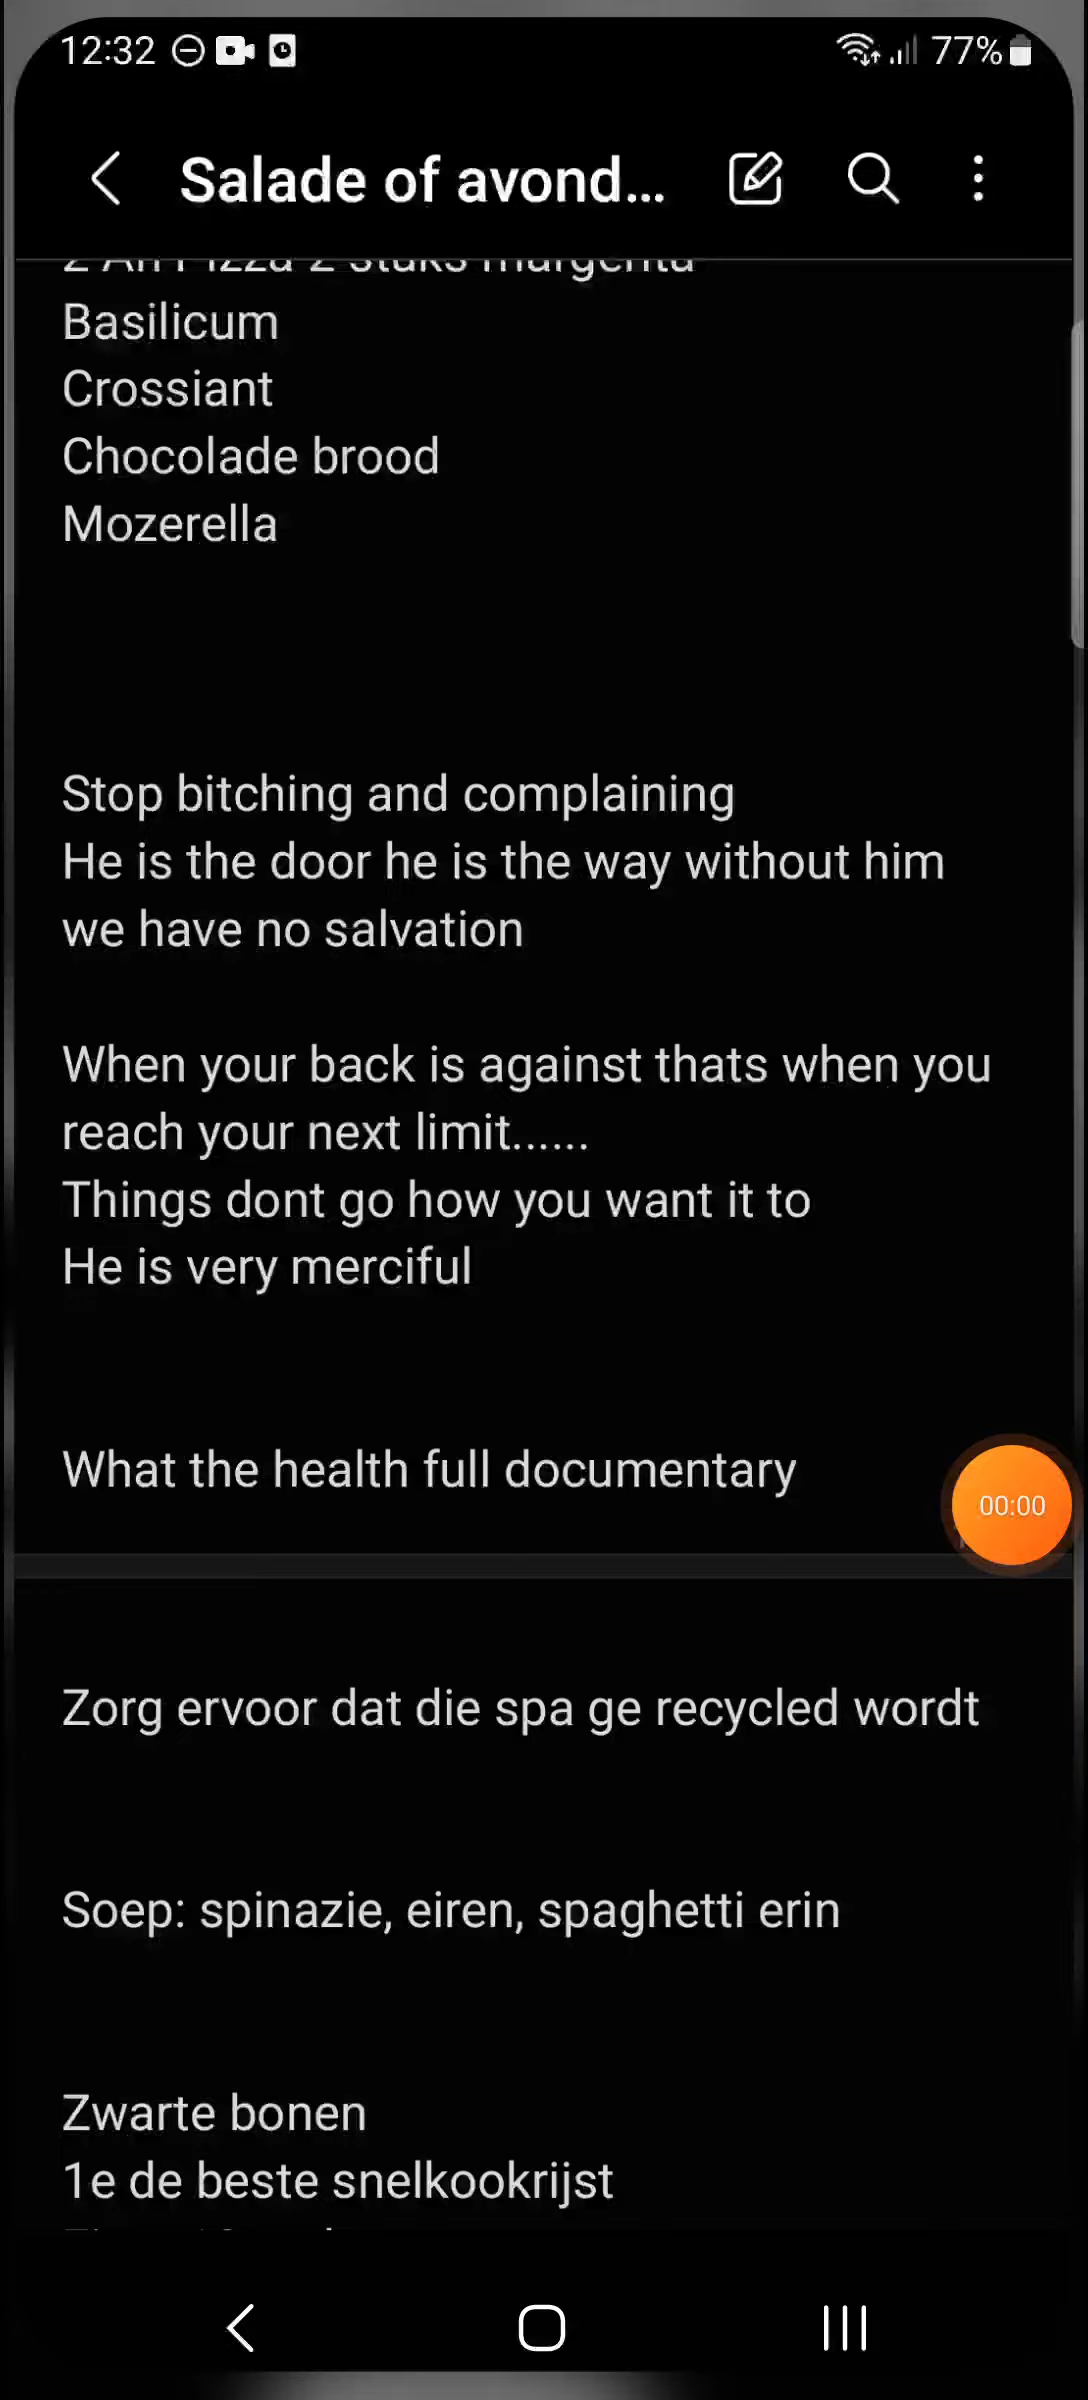 12:32 77%
Salade of avond...
Basilicum
Crossiant
Chocolade brood
Mozerella
Stop bitching and complaining
He is the door he is the way without him
we have no salvation
When your back is against thats when you
reach your next limit......
Things dont go how you want it to
He is very merciful
What the health full documentary
00:00
Zorg ervoor dat die spa ge recycled wordt
Soep: spinazie, eiren, spaghetti erin
Zwarte bonen
1e de beste snelkookrijst